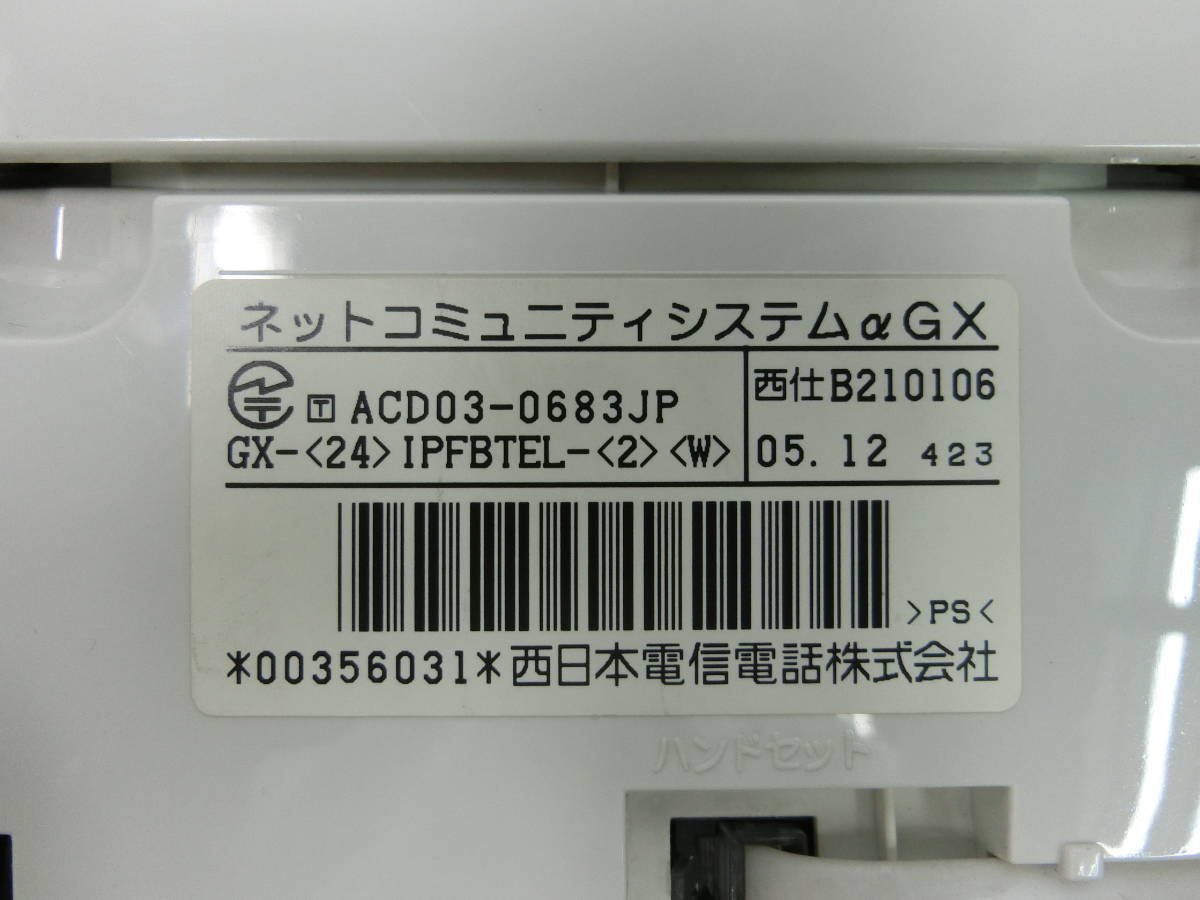 ネットコミュニティシステムαGX
T ACD03-0683JP
西仕B210106
GX-<24>IPFBTEL-<2><W>
05.12 423
>PS<
*00356031*西日本電信電話株式会社
ハンドセット